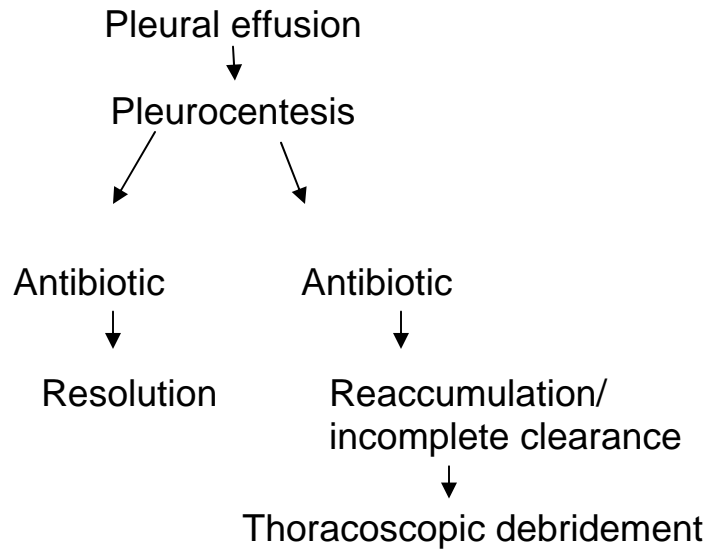 Pleural effusion
Pleurocentesis
Antibiotic
Antibiotic
Resolution
Reaccumulation/
incomplete clearance
Thoracoscopic debridement